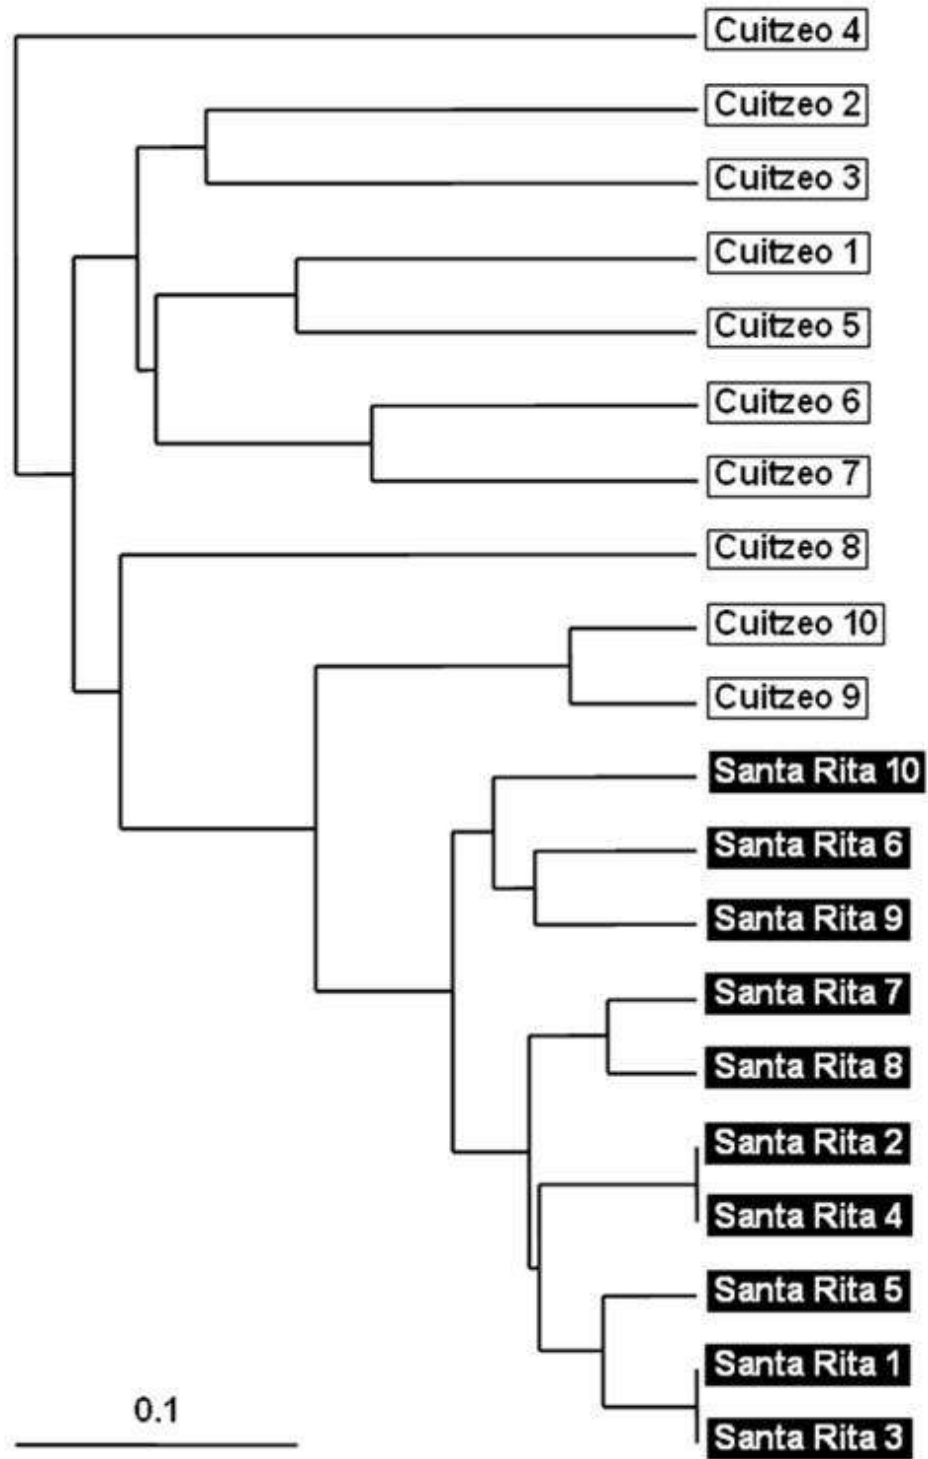 Cuitzeo 4
Cuitzeo 2
Cuitzeo 3
Cuitzeo 1
Cuitzeo 5
Cuitzeo 6
Cuitzeo 7
Cuitzeo 8
Cuitzeo 10
Cuitzeo 9
Santa Rita 10
Santa Rita 6
Santa Rita 9
Santa Rita 7
Santa Rita 8
Santa Rita 2
Santa Rita 4
Santa Rita 5
Santa Rita 1
Santa Rita 3
0.1